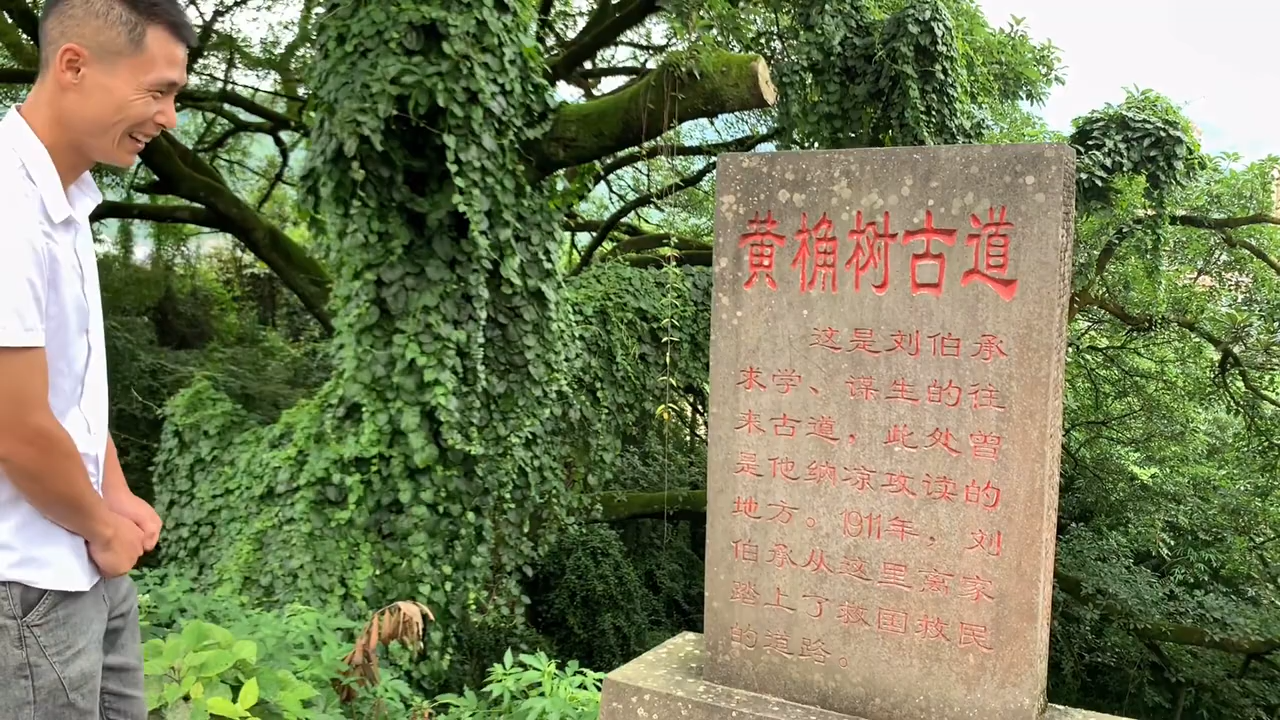 黄桷树古道
这是刘伯承
求学、谋生的往
来古道，此处曾
是他纳凉攻读的
地方。1911年，刘
伯承从这里离家
踏上了救国救民
的道路。